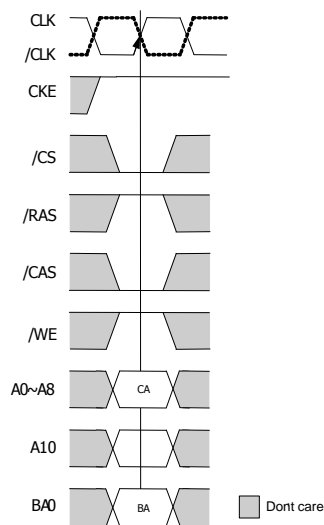 CLK
/CLK
CKE
/CS
/RAS
/CAS
/WE
A0~A8
CA
A10
BA0
BA
Dont care